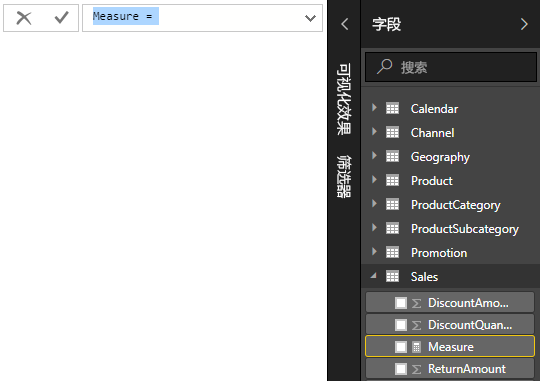 Measure =
可视化效果
筛选器
字段
搜索
Calendar
Channel
Geography
Product
ProductCategory
ProductSubcategory
Promotion
Sales
DiscountAmo...
DiscountQuan...
Measure
ReturnAmount